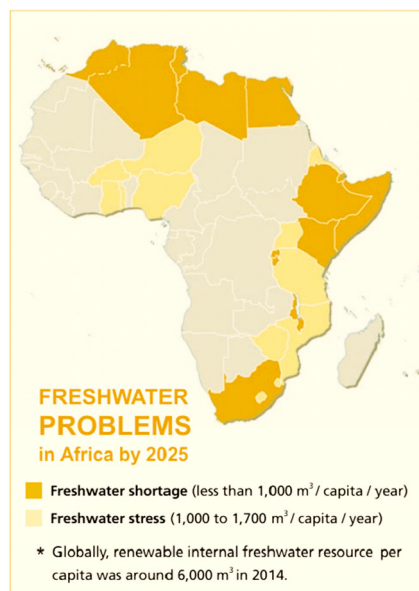 FRESHWATER
PROBLEMS
in Africa by 2025
Freshwater shortage (less than 1,000 m³ / capita / year)
Freshwater stress (1,000 to 1,700 m³ / capita / year)
* Globally, renewable internal freshwater resource per
capita was around 6,000 m³ in 2014.